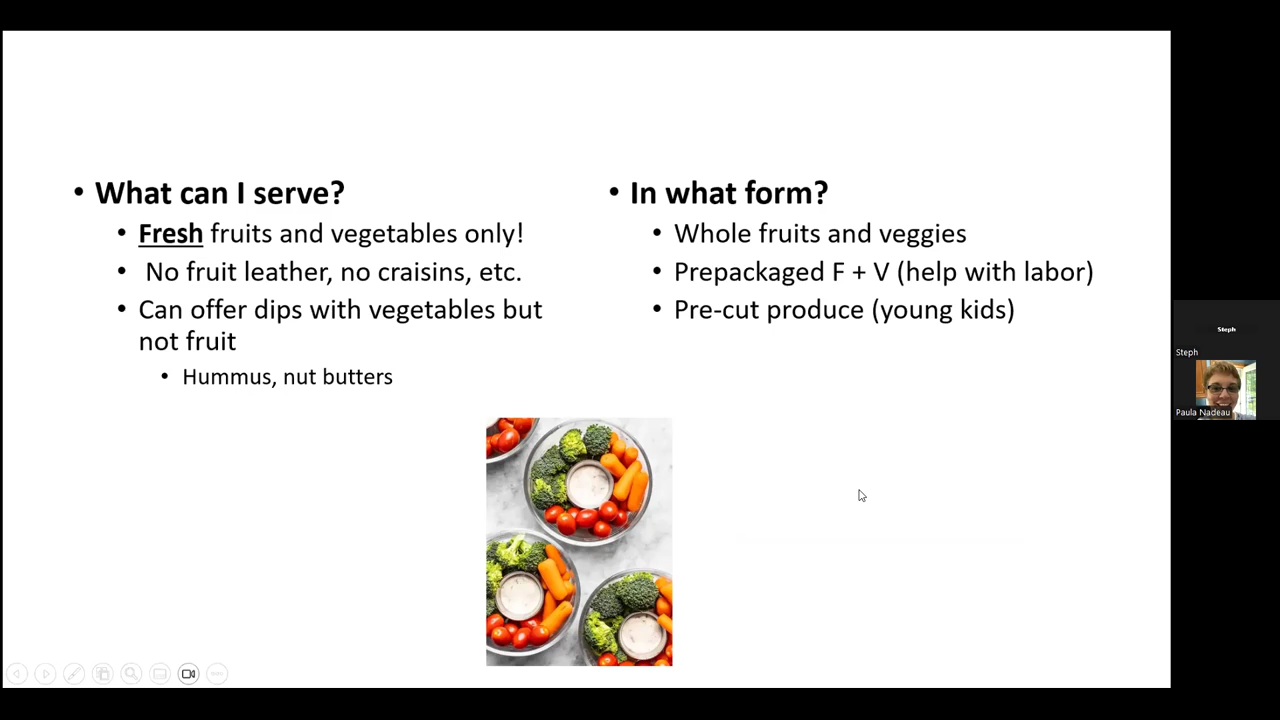 • What can I serve?
• Fresh fruits and vegetables only!
• No fruit leather, no craisins, etc.
• Can offer dips with vegetables but
not fruit
• Hummus, nut butters
• In what form?
• Whole fruits and veggies
• Prepackaged F + V (help with labor)
• Pre-cut produce (young kids)
Steph
Steph
Paula Nadeau